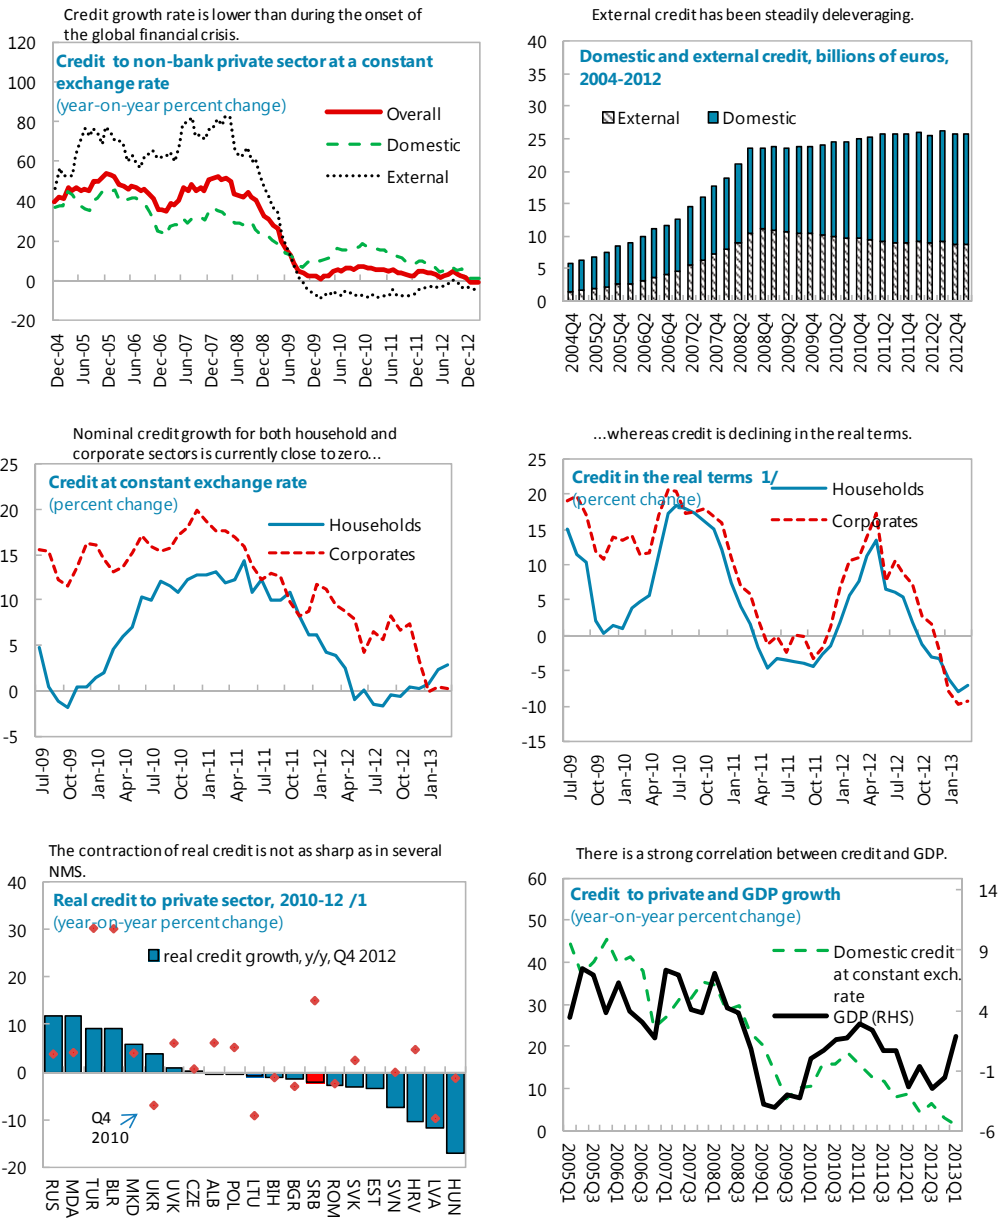 Credit growth rate is lower than during the onset of
the global financial crisis.
Credit to non-bank private sector at a constant
exchange rate
(year-on-year percent change)
Overall
Domestic
External
120
100
80
60
40
20
0
-20
Dec-04
Jun-05
Dec-05
Jun-06
Dec-06
Jun-07
Dec-07
Jun-08
Dec-08
Jun-09
Dec-09
Jun-10
Dec-10
Jun-11
Dec-11
Jun-12
Dec-12
External credit has been steadily deleveraging.
Domestic and external credit, billions of euros,
2004-2012
External
Domestic
40
35
30
25
20
15
10
5
0
2004Q4
2005Q2
2005Q4
2006Q2
2006Q4
2007Q2
2007Q4
2008Q2
2008Q4
2009Q2
2009Q4
2010Q2
2010Q4
2011Q2
2011Q4
2012Q2
2012Q4
Nominal credit growth for both household and
corporate sectors is currently close to zero...
Credit at constant exchange rate
(percent change)
Households
Corporates
25
20
15
10
5
0
-5
Jul-09
Oct-09
Jan-10
Apr-10
Jul-10
Oct-10
Jan-11
Apr-11
Jul-11
Oct-11
Jan-12
Apr-12
Jul-12
Oct-12
Jan-13
...whereas credit is declining in the real terms.
Credit in the real terms 1/
(percent change)
Households
Corporates
25
20
15
10
5
0
-5
-10
-15
Jul-09
Oct-09
Jan-10
Apr-10
Jul-10
Oct-10
Jan-11
Apr-11
Jul-11
Oct-11
Jan-12
Apr-12
Jul-12
Oct-12
Jan-13
The contraction of real credit is not as sharp as in several
NMS.
Real credit to private sector, 2010-12 /1
(year-on-year percent change)
real credit growth, y/y, Q4 2012
Q4
2010
40
30
20
10
0
-10
-20
RUS
MDA
TUR
BLR
MKD
UKR
UVK
CZE
ALB
POL
LTU
BIH
BGR
SRB
ROM
SVK
EST
SVN
HRV
LVA
HUN
There is a strong correlation between credit and GDP.
Credit to private and GDP growth
(year-on-year percent change)
Domestic credit
at constant exch.
rate
GDP (RHS)
60
50
40
30
20
10
0
14
9
4
-1
-6
2005Q1
2005Q3
2006Q1
2006Q3
2007Q1
2007Q3
2008Q1
2008Q3
2009Q1
2009Q3
2010Q1
2010Q3
2011Q1
2011Q3
2012Q1
2012Q3
2013Q1